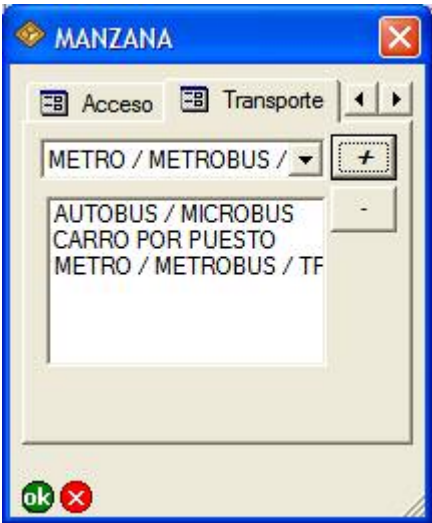 MANZANA
Acceso Transporte
METRO / METROBUS / +
AUTOBUS / MICROBUS -
CARRO POR PUESTO
METRO / METROBUS / TF
ok